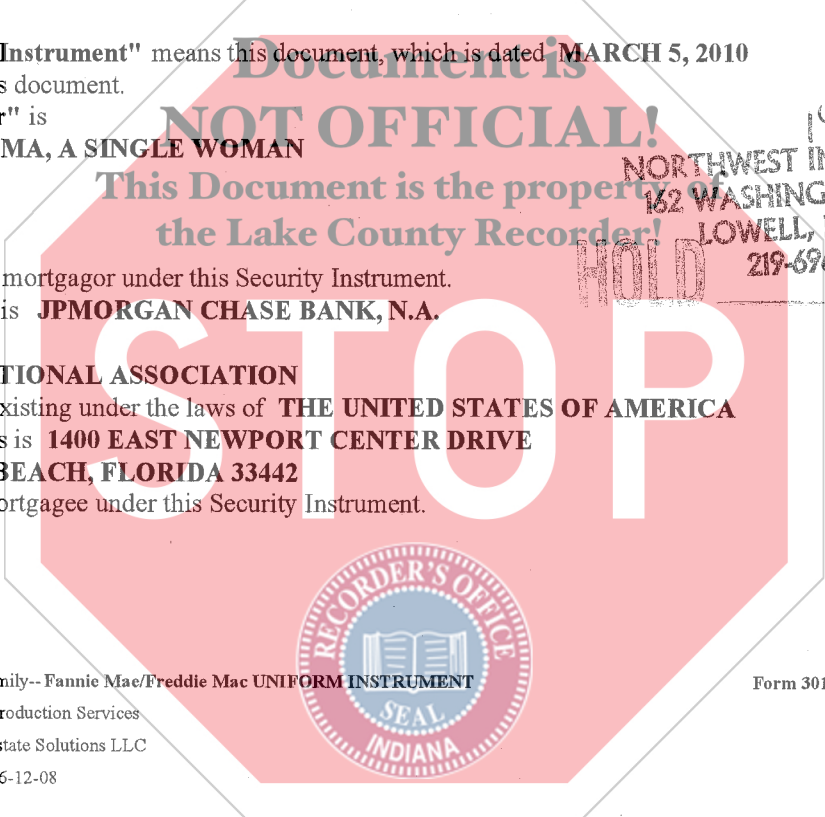 Instrument" means this document, which is dated MARCH 5, 2010
s document.
r" is
MA, A SINGLE WOMAN
mortgagor under this Security Instrument.
is JPMORGAN CHASE BANK, N.A.
TIONAL ASSOCIATION
xisting under the laws of THE UNITED STATES OF AMERICA
s is 1400 EAST NEWPORT CENTER DRIVE
BEACH, FLORIDA 33442
ortgagee under this Security Instrument.
Document is
NOT OFFICIAL!
This Document is the property of
the Lake County Recorder!
STOP
NORTHWEST IN
162 WASHING
LOWELL,
219-696
HOLD
RECORDER'S OFFICE
SEAL
INDIANA
mily-- Fannie Mae/Freddie Mac UNIFORM INSTRUMENT
Form 301
roduction Services
state Solutions LLC
6-12-08